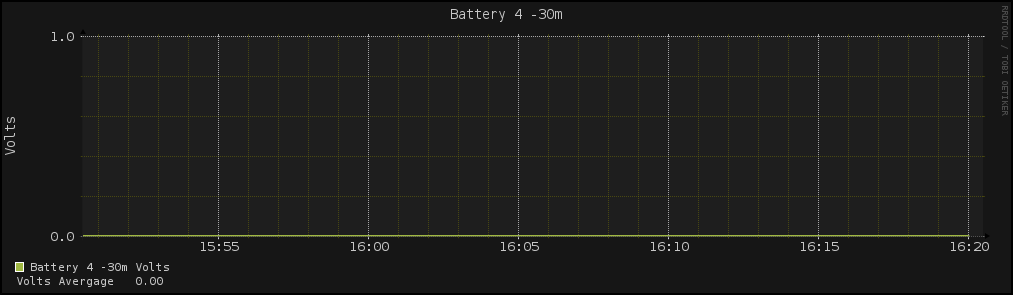 Battery 4 -30m
RRDTOOL / TOBI OETIKER
1.0
Volts
0.0
15:55 16:00 16:05 16:10 16:15 16:20
Battery 4 -30m Volts
Volts Avergage 0.00